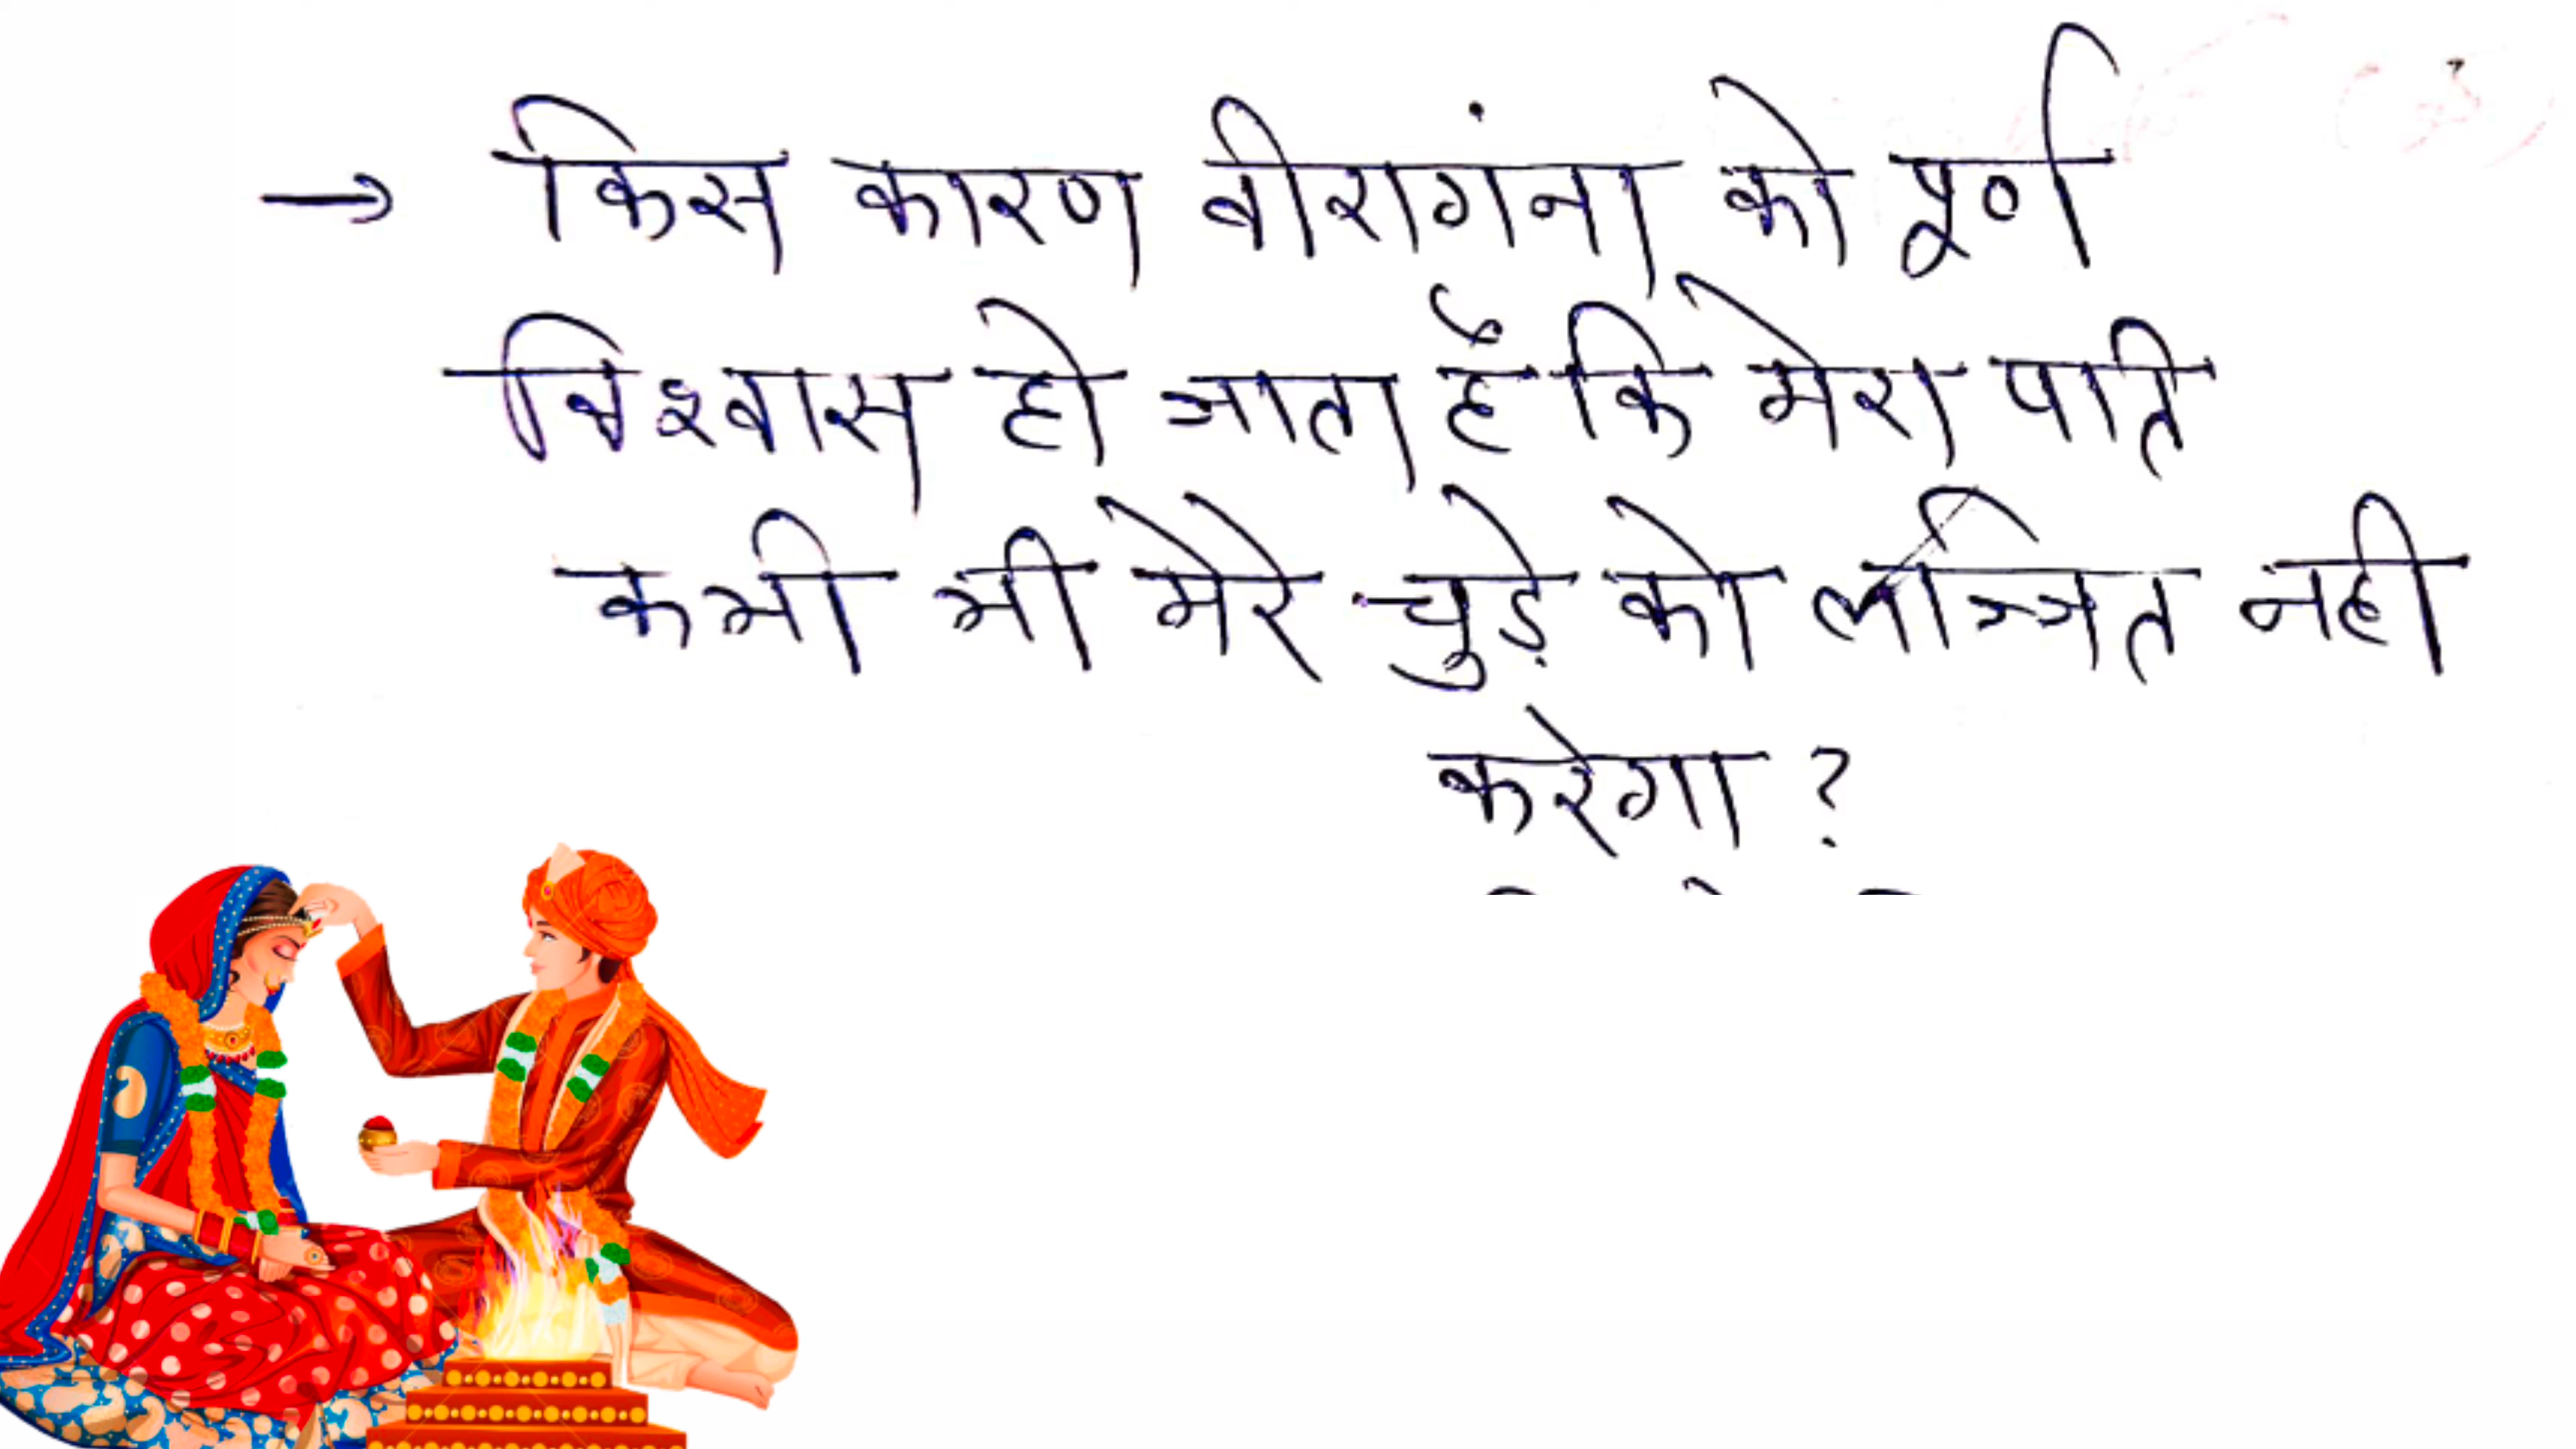 → किस कारण वीरागंना को पूर्ण
विश्वास हो जाता हैँ कि मेरा पति
कभी भी मेरे चुड़े को लज्जित नही
करेगा ?